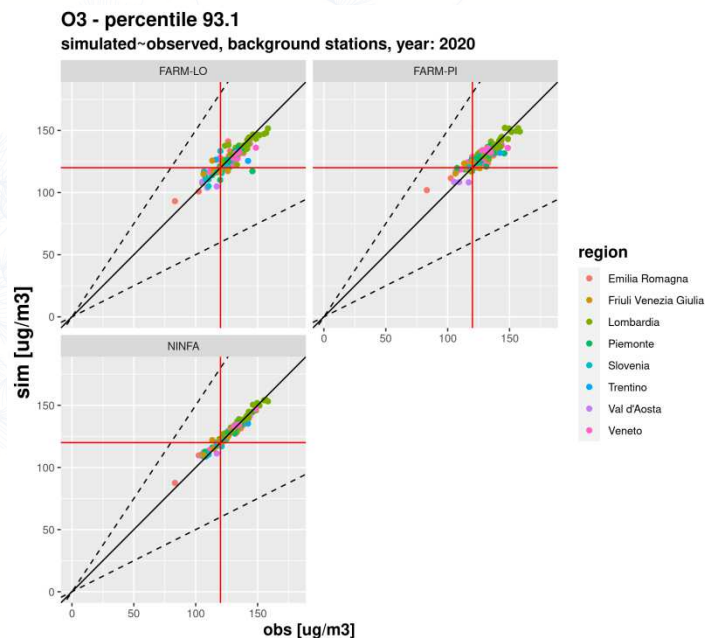 O3 - percentile 93.1
simulated~observed, background stations, year: 2020
FARM-LO
FARM-PI
150
100
50
0
0
50
100
150
NINFA
150
100
50
0
0
50
100
150
sim [ug/m3]
obs [ug/m3]
region
Emilia Romagna
Friuli Venezia Giulia
Lombardia
Piemonte
Slovenia
Trentino
Val d'Aosta
Veneto